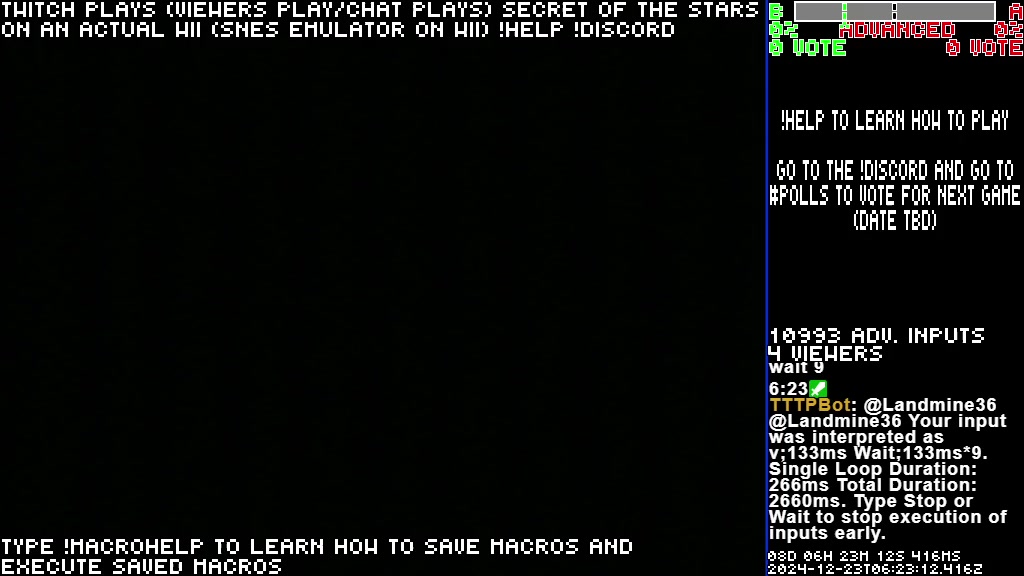 TWITCH PLAYS (VIEWERS PLAY/CHAT PLAYS) SECRET OF THE STARS
ON AN ACTUAL WII (SNES EMULATOR ON WII) !HELP !DISCORD
B A
0% ADVANCED 0%
0 VOTE 0 VOTE
!HELP TO LEARN HOW TO PLAY
GO TO THE !DISCORD AND GO TO
#POLLS TO VOTE FOR NEXT GAME
(DATE TBD)
10993 ADV. INPUTS
4 VIEWERS
wait 9
6:23
TTTPBot: @Landmine36
@Landmine36 Your input
was interpreted as
v;133ms Wait;133ms*9.
Single Loop Duration:
266ms Total Duration:
2660ms. Type Stop or
Wait to stop execution of
inputs early.
TYPE !MACROHELP TO LEARN HOW TO SAVE MACROS AND
EXECUTE SAVED MACROS
08D 06H 23M 12S 416MS
2024-12-23T06:23:12.416Z